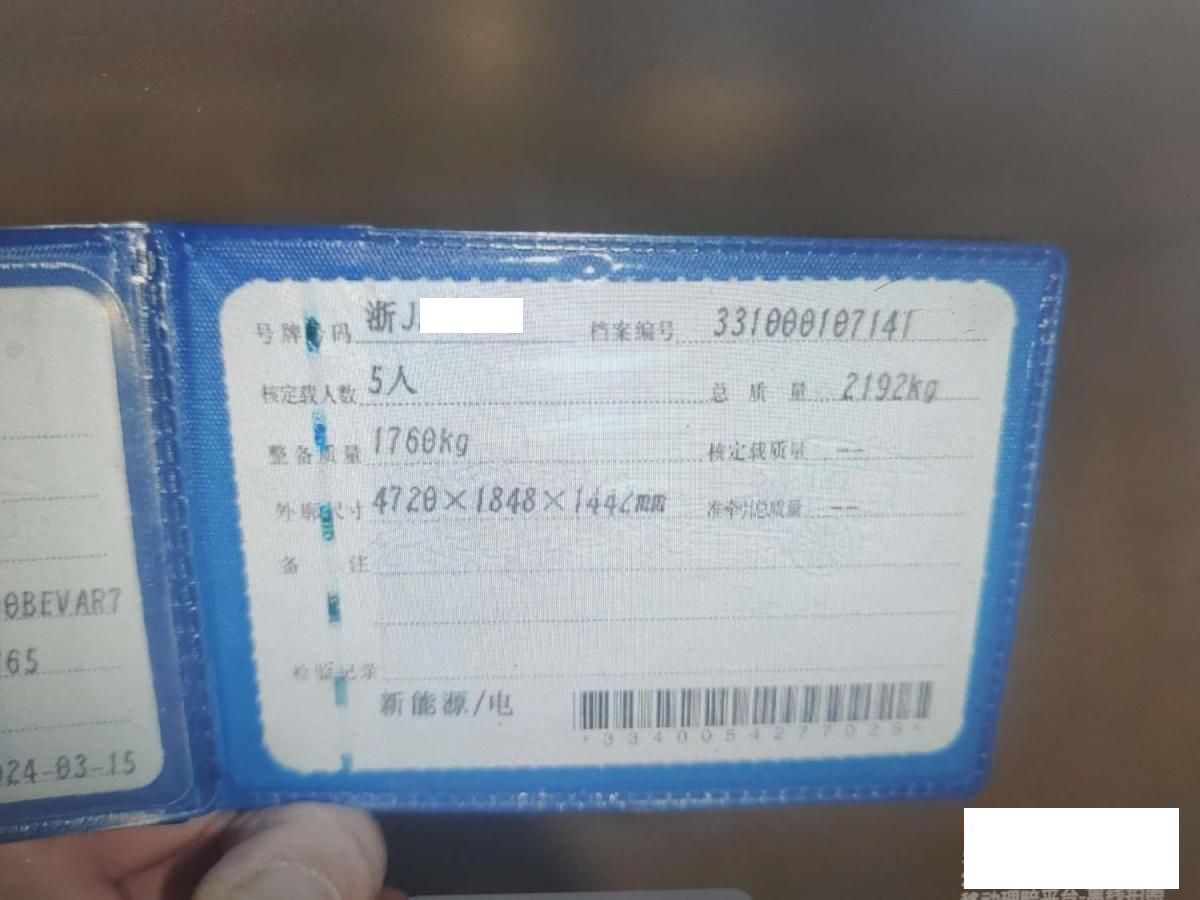 号牌号码 浙J 档案编号 331000107141
核定载人数 5人 总质量 2192kg
整备质量 1760kg 核定载质量 --
外廓尺寸 4720×1848×1442mm 准牵引总质量 --
备注
0BEVAR7
65
检验记录
新能源/电
*3340054277026*
024-03-15